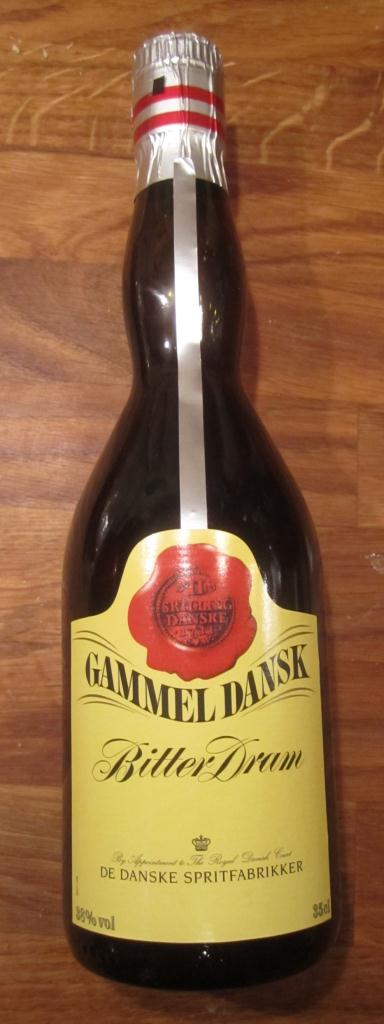 DANSKE
GAMMEL DANSK
Bitter Dram
By Appointment to The Royal Danish Court
DE DANSKE SPRITFABRIKKER
38% vol
35cl